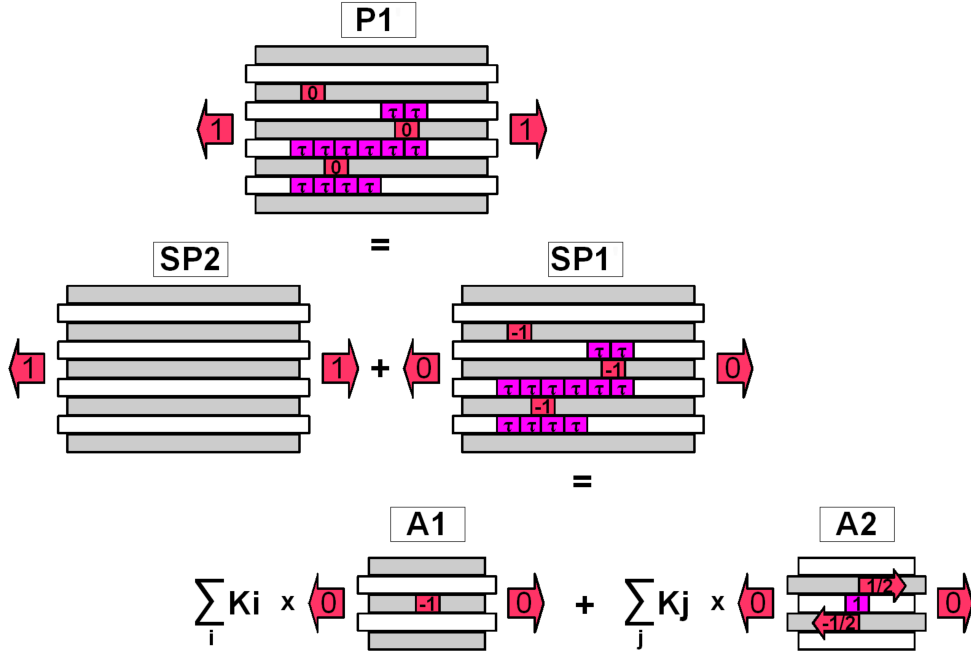 P1
0
τ τ
1 0 1
τ τ τ τ τ τ
0
τ τ τ τ
=
SP2 SP1
-1
τ τ
1 1 + 0 -1 0
τ τ τ τ τ τ
-1
τ τ τ τ
=
A1 A2
1/2
∑ i Ki x 0 -1 0 + ∑ j Kj x 0 1 0
-1/2